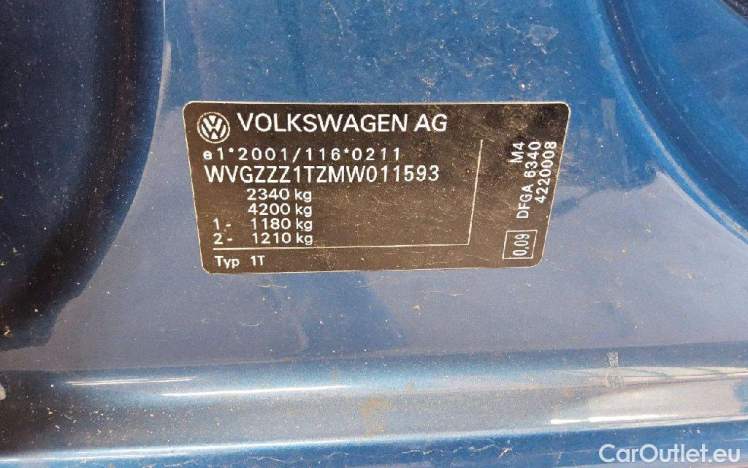 VOLKSWAGEN AG
e1*2001/116*0211
WVGZZZ1TZMW011593
2340 kg
4200 kg
1- 1180 kg
2- 1210 kg
Typ 1T
M4
DFGA 6340
4220008
0,09
CarOutlet.eu